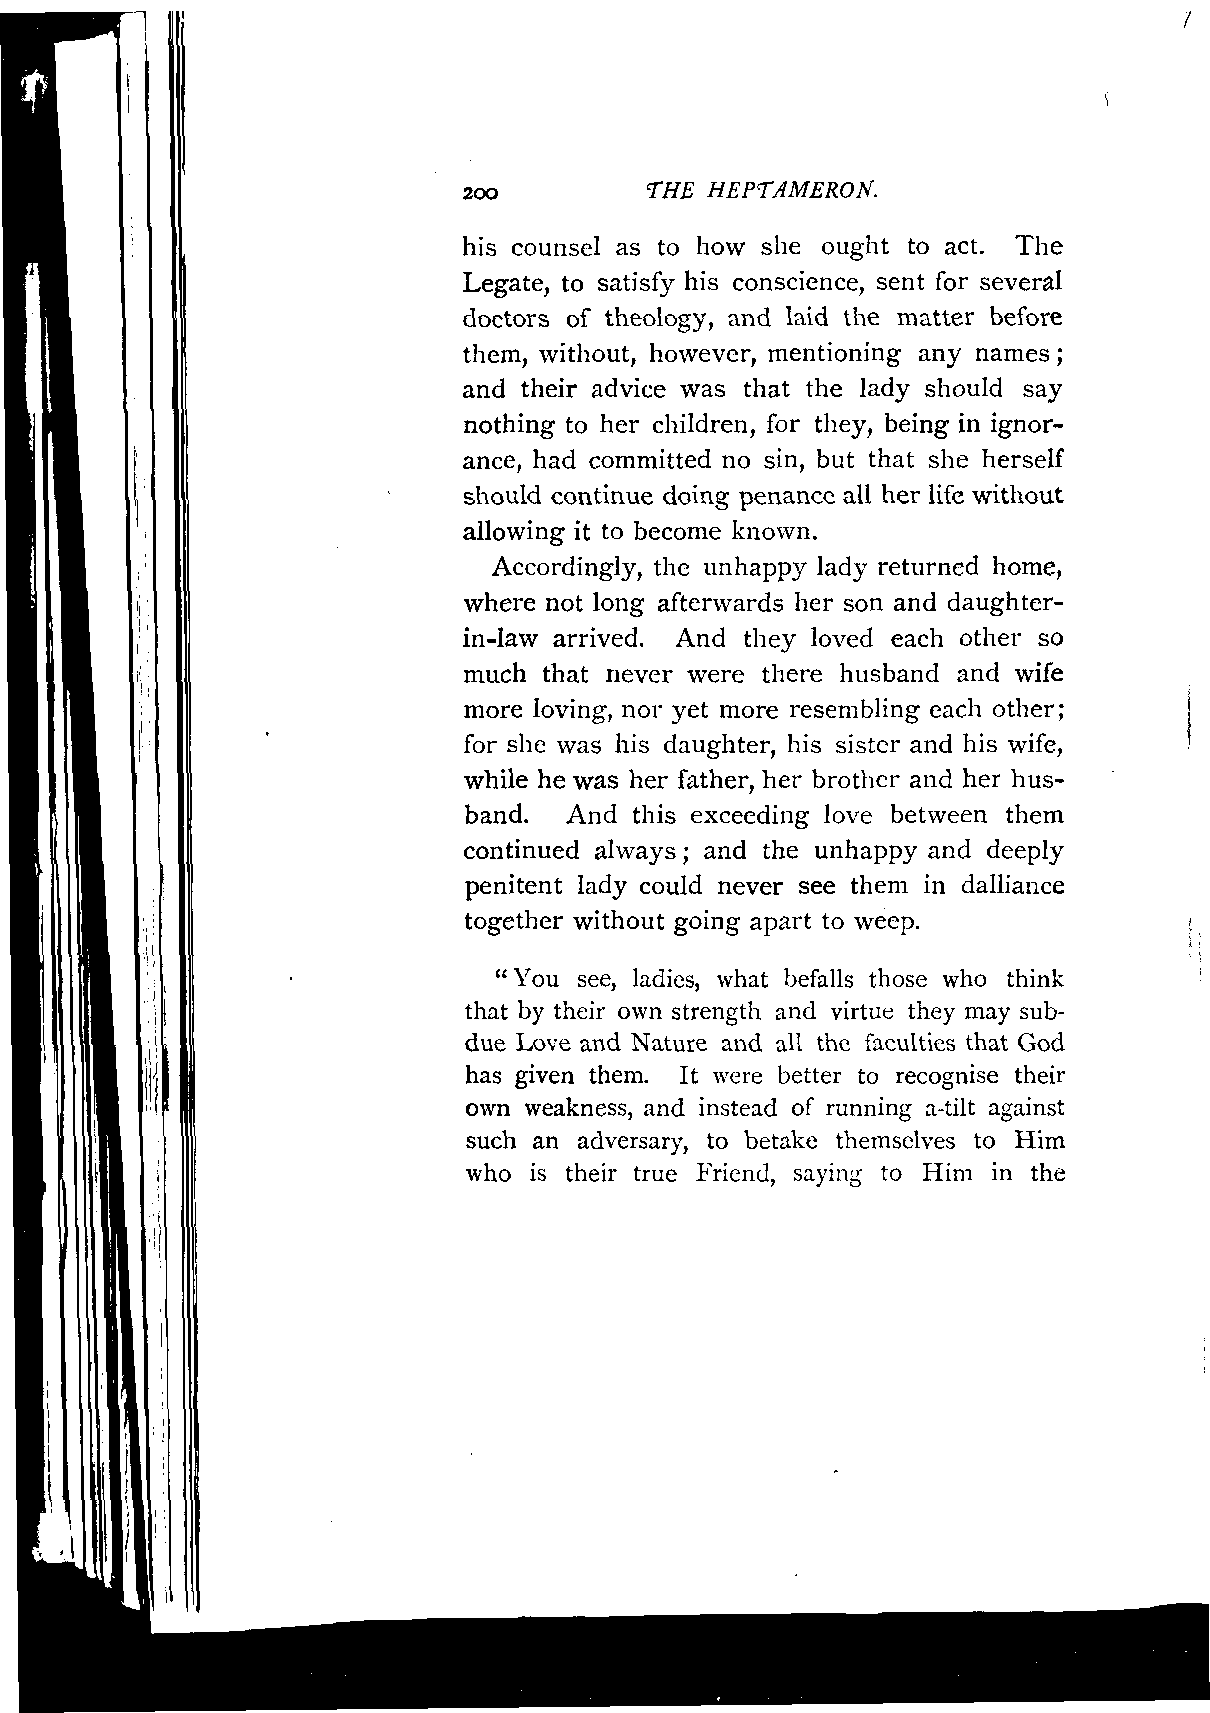 200 THE HEPTAMERON.
his counsel as to how she ought to act. The
Legate, to satisfy his conscience, sent for several
doctors of theology, and laid the matter before
them, without, however, mentioning any names;
and their advice was that the lady should say
nothing to her children, for they, being in ignor-
ance, had committed no sin, but that she herself
should continue doing penance all her life without
allowing it to become known.
Accordingly, the unhappy lady returned home,
where not long afterwards her son and daughter-
in-law arrived. And they loved each other so
much that never were there husband and wife
more loving, nor yet more resembling each other;
for she was his daughter, his sister and his wife,
while he was her father, her brother and her hus-
band. And this exceeding love between them
continued always; and the unhappy and deeply
penitent lady could never see them in dalliance
together without going apart to weep.
"You see, ladies, what befalls those who think
that by their own strength and virtue they may sub-
due Love and Nature and all the faculties that God
has given them. It were better to recognise their
own weakness, and instead of running a-tilt against
such an adversary, to betake themselves to Him
who is their true Friend, saying to Him in the